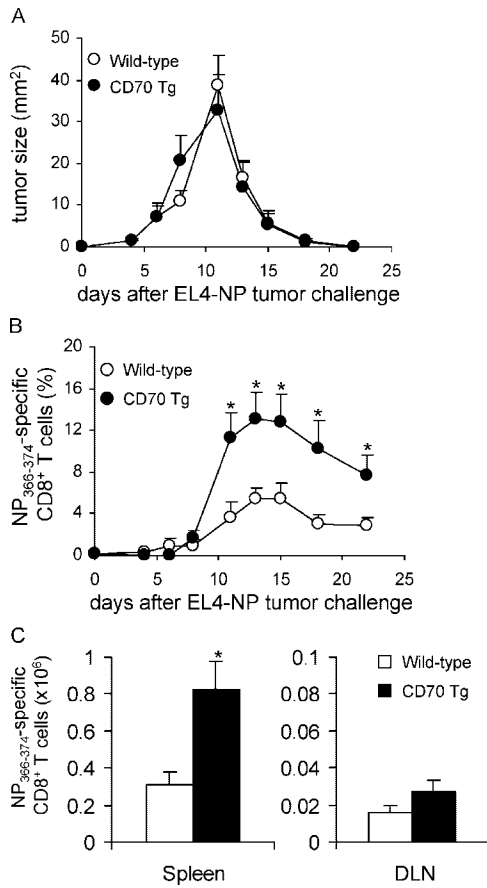 A
Wild-type
CD70 Tg
tumor size (mm²)
50
40
30
20
10
0
0 5 10 15 20 25
days after EL4-NP tumor challenge
B
Wild-type
CD70 Tg
NP366-374-specific
CD8+ T cells (%)
20
16
12
8
4
0
* * * * *
0 5 10 15 20 25
days after EL4-NP tumor challenge
C
NP366-374-specific
CD8+ T cells (x10⁶)
1
0.8
0.6
0.4
0.2
0
*
Spleen
0.1
0.08
0.06
0.04
0.02
0
Wild-type
CD70 Tg
DLN